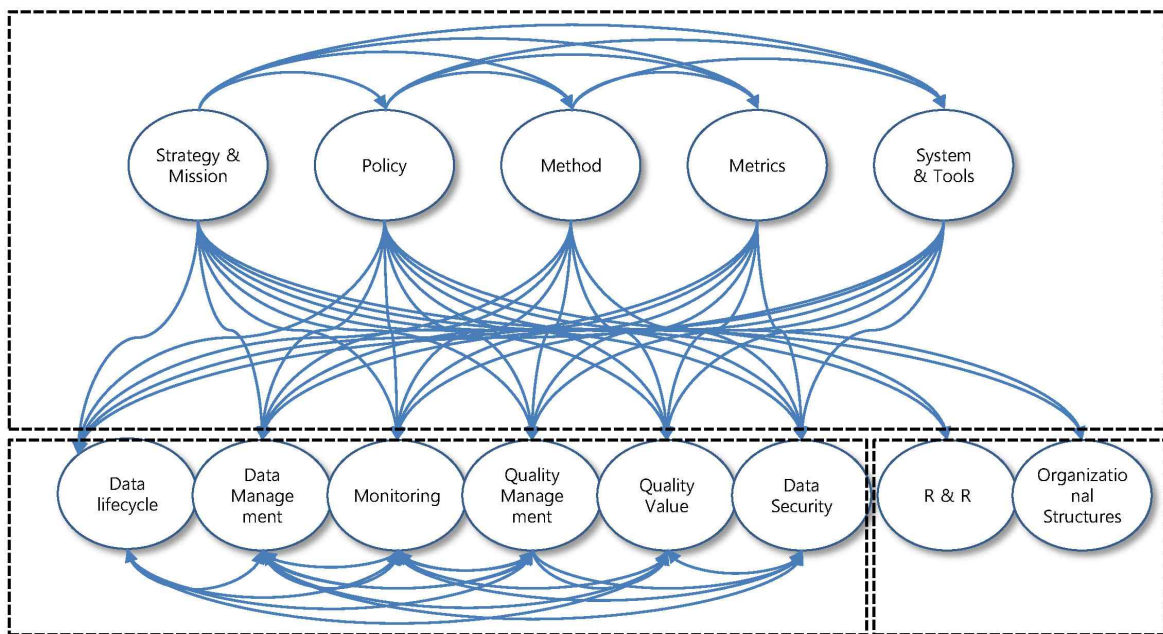 Strategy &
Mission
Policy
Method
Metrics
System
& Tools
Data
lifecycle
Data
Manage
ment
Monitoring
Quality
Manage
ment
Quality
Value
Data
Security
R & R
Organizatio
nal
Structures